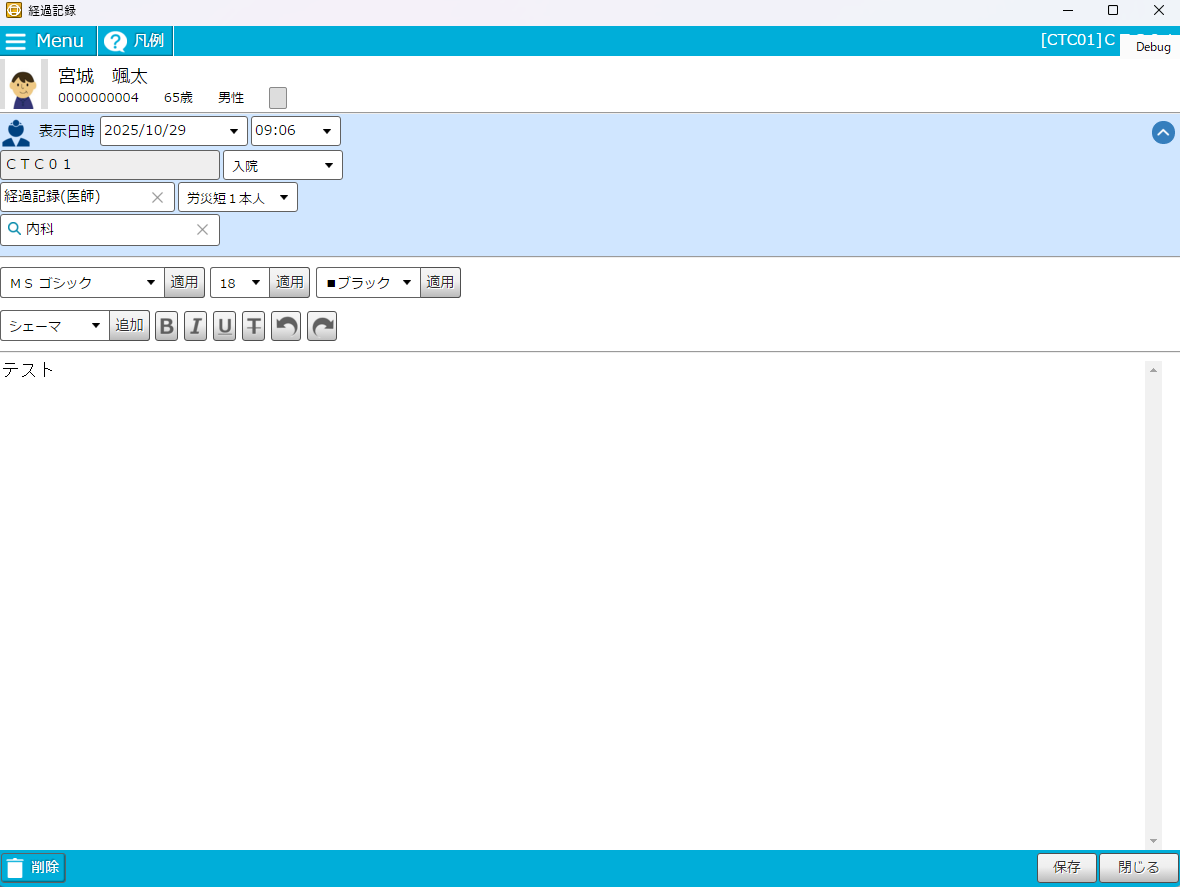 経過記録
Menu 凡例 [CTC01]C
Debug
宮城　颯太
0000000004 65歳 男性
表示日時 2025/10/29 09:06
ＣＴＣ０１ 入院
経過記録(医師) 労災短１本人
内科
ＭＳ ゴシック 適用 18 適用 ■ブラック 適用
シェーマ 追加 B I U T
テスト
削除 保存 閉じる